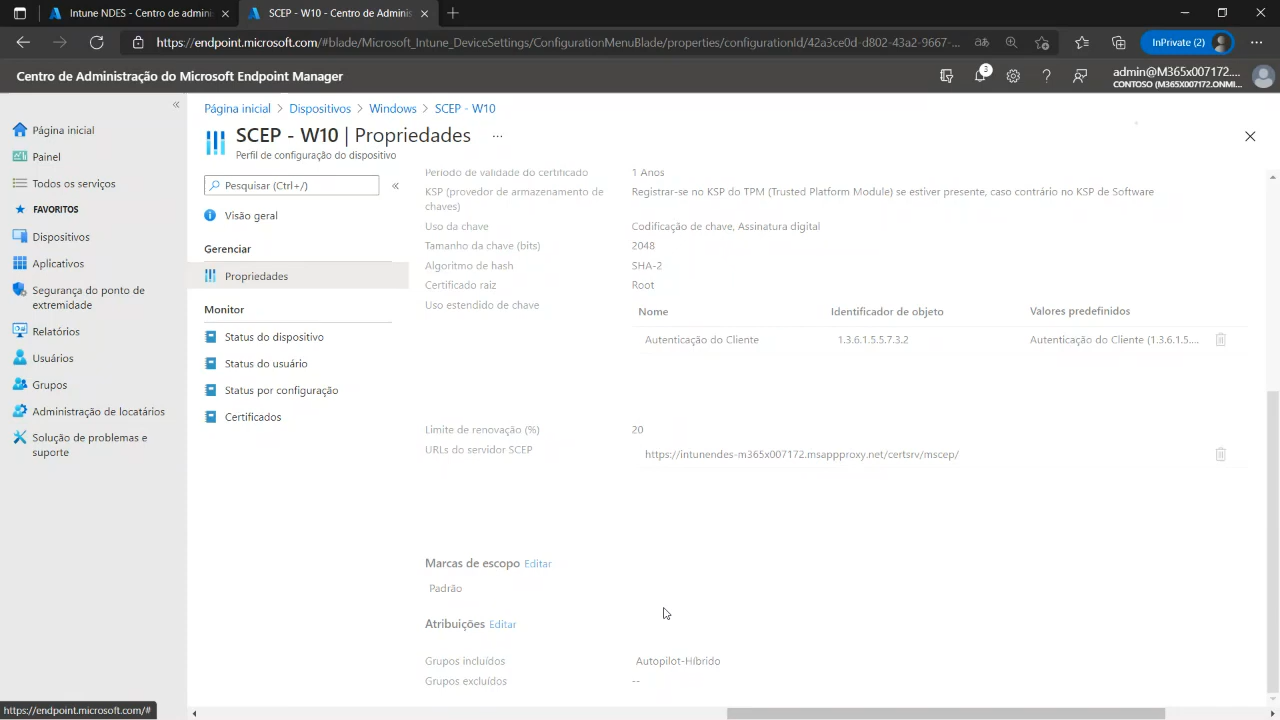 Intune NDES - Centro de admini
SCEP - W10 - Centro de Adminis
https://endpoint.microsoft.com/#blade/Microsoft_Intune_DeviceSettings/ConfigurationMenuBlade/properties/configurationId/42a3ce0d-d802-43a2-9667-...
InPrivate (2)
Centro de Administração do Microsoft Endpoint Manager
3
admin@M365x007172....
CONTOSO (M365X007172.ONMI...
Página inicial
Painel
Todos os serviços
FAVORITOS
Dispositivos
Aplicativos
Segurança do ponto de
extremidade
Relatórios
Usuários
Grupos
Administração de locatários
Solução de problemas e
suporte
Página inicial > Dispositivos > Windows > SCEP - W10
SCEP - W10 | Propriedades ...
Perfil de configuração do dispositivo
Pesquisar (Ctrl+/)
Visão geral
Gerenciar
Propriedades
Monitor
Status do dispositivo
Status do usuário
Status por configuração
Certificados
Período de validade do certificado 1 Anos
KSP (provedor de armazenamento de Registrar-se no KSP do TPM (Trusted Platform Module) se estiver presente, caso contrário no KSP de Software
chaves)
Uso da chave Codificação de chave, Assinatura digital
Tamanho da chave (bits) 2048
Algoritmo de hash SHA-2
Certificado raiz Root
Uso estendido de chave
Nome Identificador de objeto Valores predefinidos
Autenticação do Cliente 1.3.6.1.5.5.7.3.2 Autenticação do Cliente (1.3.6.1.5....
Limite de renovação (%) 20
URLs do servidor SCEP
https://intunendes-m365x007172.msappproxy.net/certsrv/mscep/
Marcas de escopo Editar
Padrão
Atribuições Editar
Grupos incluídos Autopilot-Híbrido
Grupos excluídos --
https://endpoint.microsoft.com/#